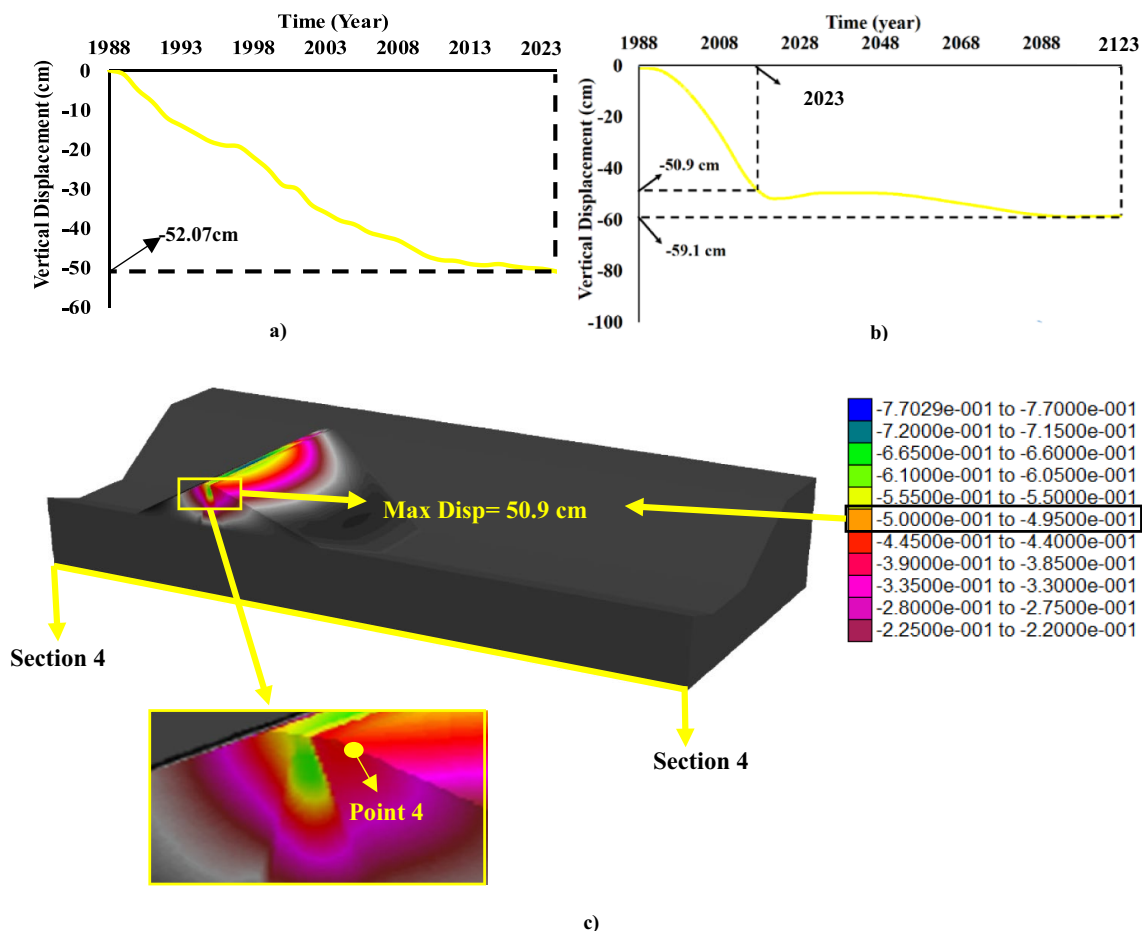 Time (Year)
1988 1993 1998 2003 2008 2013 2023
0
-10
-20
-30
-40
-50
-60
Vertical Displacement (cm)
-52.07cm
a)
Time (year)
1988 2008 2028 2048 2068 2088 2123
0
-20
-40
-60
-80
-100
Vertical Displacement (cm)
2023
-50.9 cm
-59.1 cm
b)
Max Disp= 50.9 cm
-7.7029e-001 to -7.7000e-001
-7.2000e-001 to -7.1500e-001
-6.6500e-001 to -6.6000e-001
-6.1000e-001 to -6.0500e-001
-5.5500e-001 to -5.5000e-001
-5.0000e-001 to -4.9500e-001
-4.4500e-001 to -4.4000e-001
-3.9000e-001 to -3.8500e-001
-3.3500e-001 to -3.3000e-001
-2.8000e-001 to -2.7500e-001
-2.2500e-001 to -2.2000e-001
Section 4
Section 4
Point 4
c)